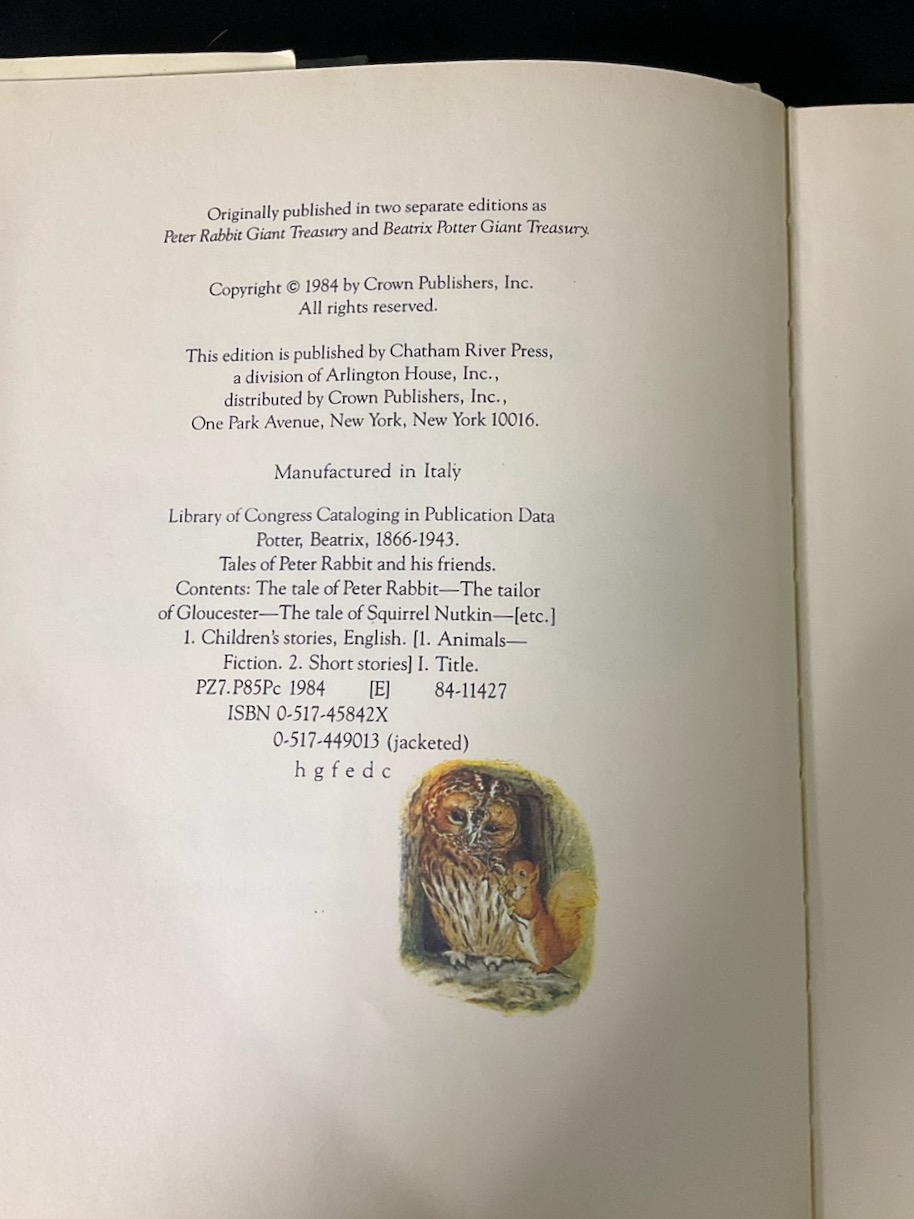 Originally published in two separate editions as
Peter Rabbit Giant Treasury and Beatrix Potter Giant Treasury.
Copyright © 1984 by Crown Publishers, Inc.
All rights reserved.
This edition is published by Chatham River Press,
a division of Arlington House, Inc.,
distributed by Crown Publishers, Inc.,
One Park Avenue, New York, New York 10016.
Manufactured in Italy
Library of Congress Cataloging in Publication Data
Potter, Beatrix, 1866-1943.
Tales of Peter Rabbit and his friends.
Contents: The tale of Peter Rabbit—The tailor
of Gloucester—The tale of Squirrel Nutkin—[etc.]
1. Children's stories, English. [1. Animals—
Fiction. 2. Short stories] I. Title.
PZ7.P85Pc 1984 [E] 84-11427
ISBN 0-517-45842X
0-517-449013 (jacketed)
h g f e d c